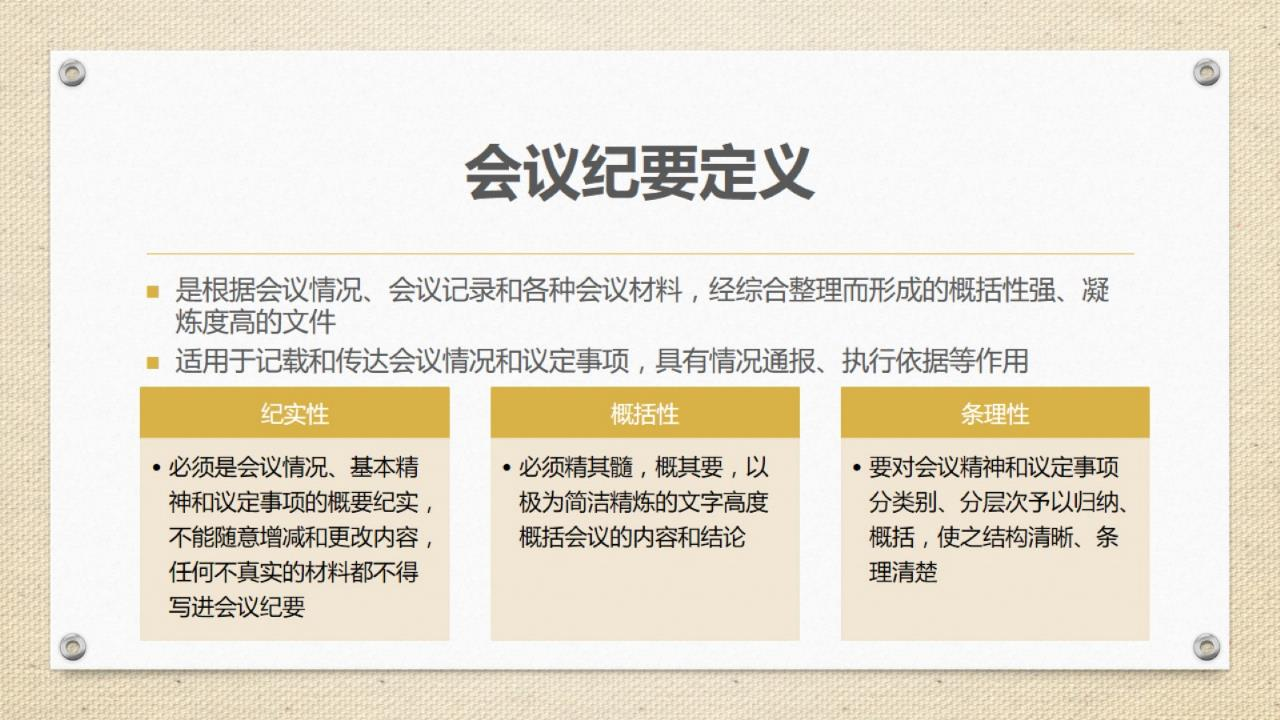 会议纪要定义
是根据会议情况、会议记录和各种会议材料，经综合整理而形成的概括性强、凝
炼度高的文件
适用于记载和传达会议情况和议定事项，具有情况通报、执行依据等作用
纪实性
• 必须是会议情况、基本精
神和议定事项的概要纪实，
不能随意增减和更改内容，
任何不真实的材料都不得
写进会议纪要
概括性
• 必须精其髓，概其要，以
极为简洁精炼的文字高度
概括会议的内容和结论
条理性
• 要对会议精神和议定事项
分类别、分层次予以归纳、
概括，使之结构清晰、条
理清楚